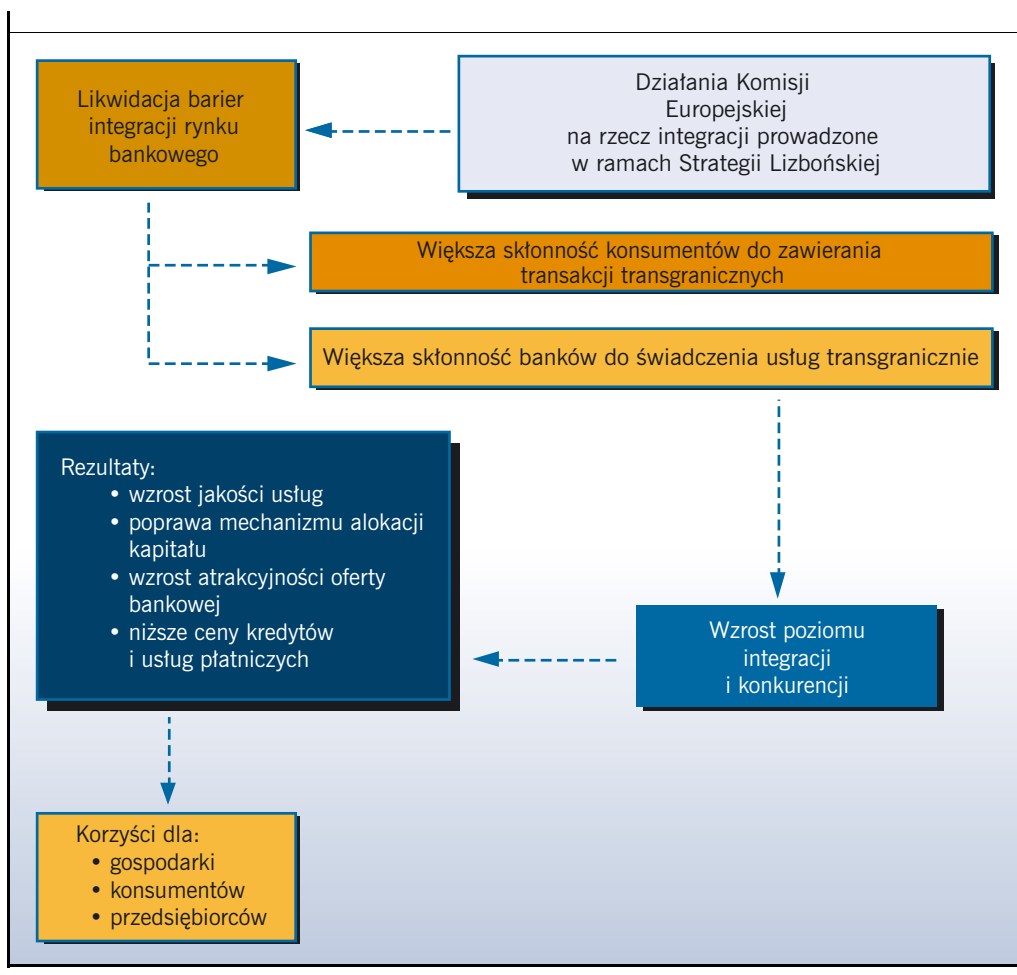 Likwidacja barier
integracji rynku
bankowego
Działania Komisji
Europejskiej
na rzecz integracji prowadzone
w ramach Strategii Lizbońskiej
Większa skłonność konsumentów do zawierania
transakcji transgranicznych
Większa skłonność banków do świadczenia usług transgranicznie
Rezultaty:
• wzrost jakości usług
• poprawa mechanizmu alokacji
kapitału
• wzrost atrakcyjności oferty
bankowej
• niższe ceny kredytów
i usług płatniczych
Wzrost poziomu
integracji
i konkurencji
Korzyści dla:
• gospodarki
• konsumentów
• przedsiębiorców